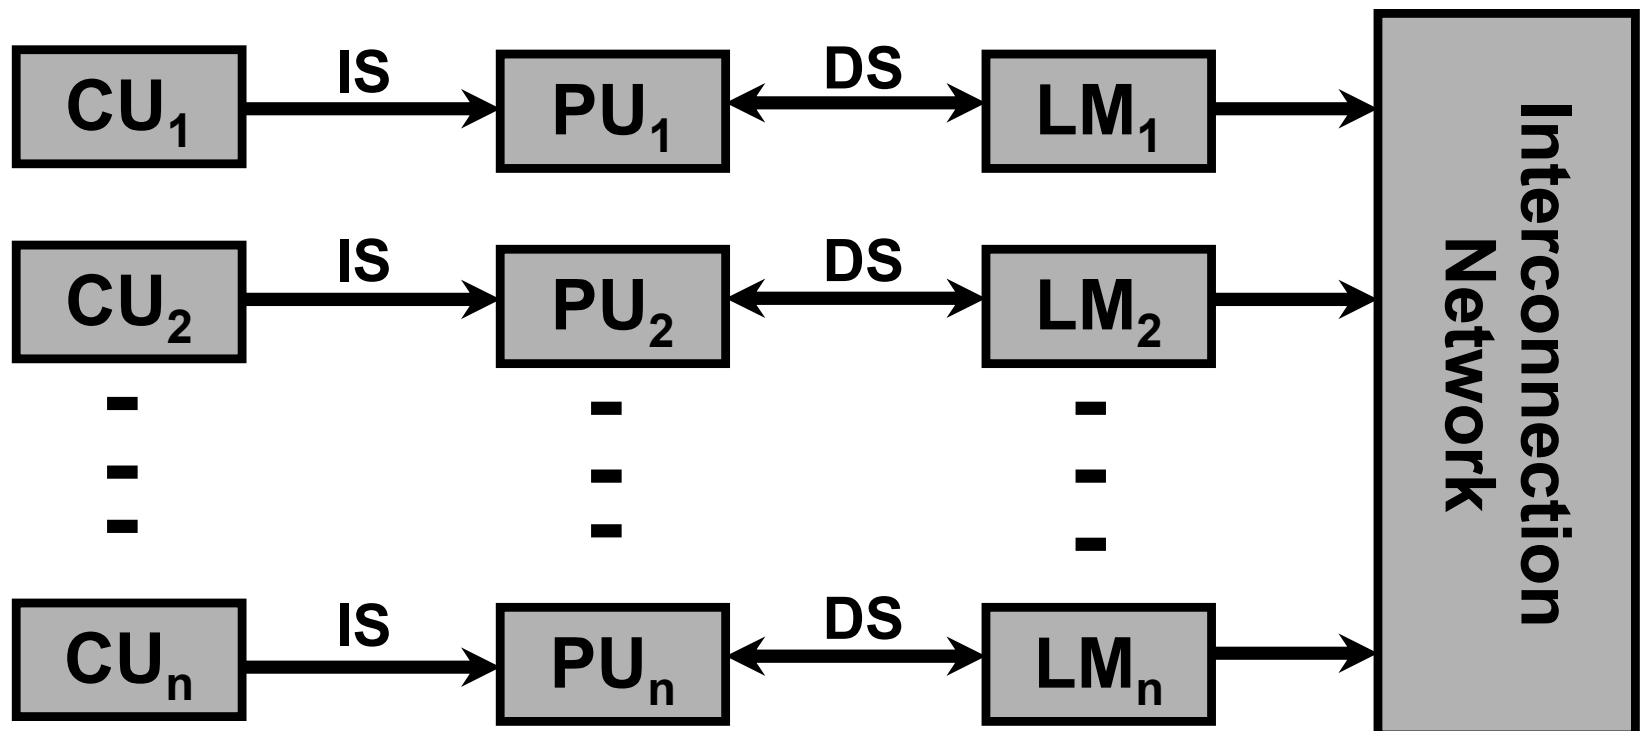 CU1 IS PU1 DS LM1
CU2 IS PU2 DS LM2
-
-
-
-
-
-
-
-
-
CUn IS PUn DS LMn
Interconnection
Network